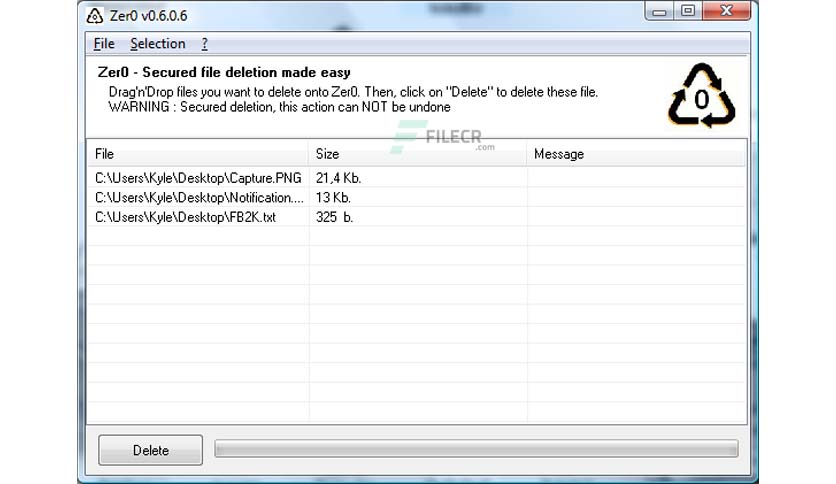 Zer0 v0.6.0.6
File Selection ?
Zer0 - Secured file deletion made easy
Drag'n'Drop files you want to delete onto Zer0. Then, click on "Delete" to delete these file.
WARNING : Secured deletion, this action can NOT be undone
0
FILECR
.com
File Size Message
C:\Users\Kyle\Desktop\Capture.PNG 21,4 Kb.
C:\Users\Kyle\Desktop\Notification.... 13 Kb.
C:\Users\Kyle\Desktop\FB2K.txt 325 b.
Delete